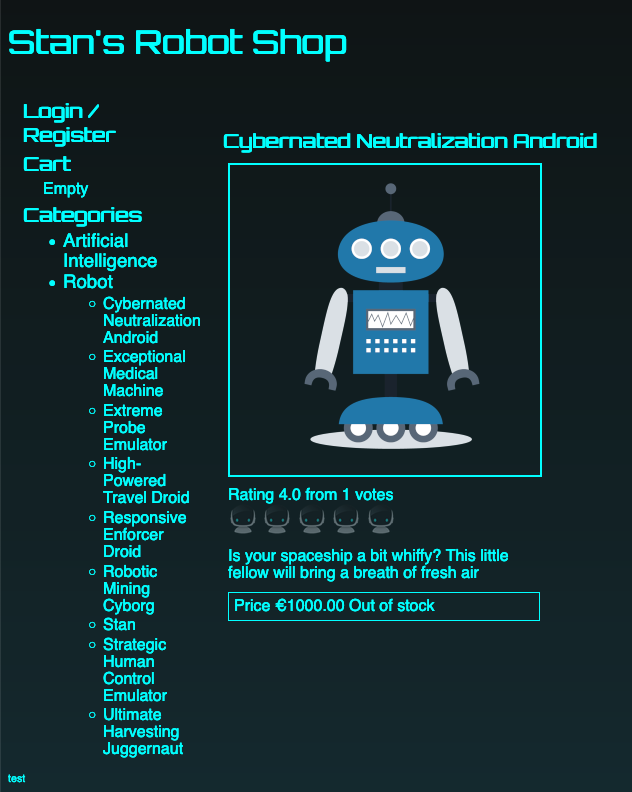 Stan's Robot Shop
Login /
Register
Cart
Empty
Categories
Artificial
Intelligence
Robot
Cybernated
Neutralization
Android
Exceptional
Medical
Machine
Extreme
Probe
Emulator
High-
Powered
Travel Droid
Responsive
Enforcer
Droid
Robotic
Mining
Cyborg
Stan
Strategic
Human
Control
Emulator
Ultimate
Harvesting
Juggernaut
Cybernated Neutralization Android
Rating 4.0 from 1 votes
Is your spaceship a bit whiffy? This little
fellow will bring a breath of fresh air
Price €1000.00 Out of stock
test